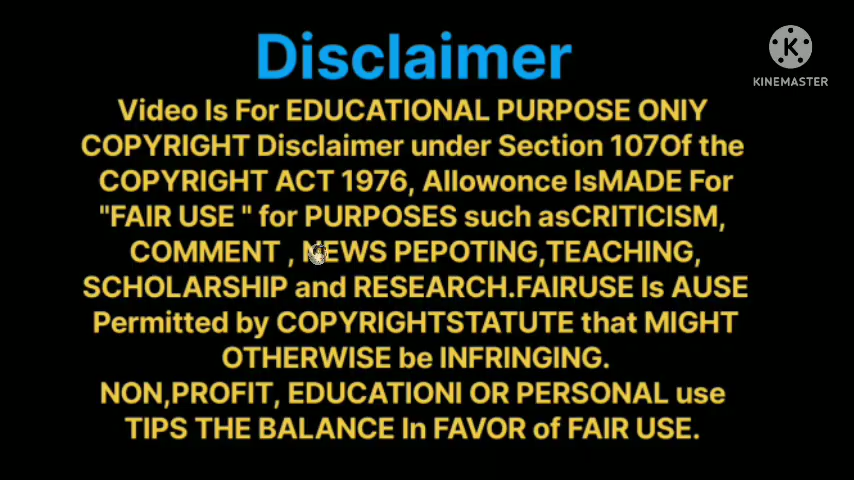 Disclaimer
KINEMASTER
Video Is For EDUCATIONAL PURPOSE ONIY
COPYRIGHT Disclaimer under Section 107Of the
COPYRIGHT ACT 1976, Allowonce IsMADE For
"FAIR USE " for PURPOSES such asCRITICISM,
COMMENT , NEWS PEPOTING,TEACHING,
SCHOLARSHIP and RESEARCH.FAIRUSE Is AUSE
Permitted by COPYRIGHTSTATUTE that MIGHT
OTHERWISE be INFRINGING.
NON,PROFIT, EDUCATIONI OR PERSONAL use
TIPS THE BALANCE In FAVOR of FAIR USE.